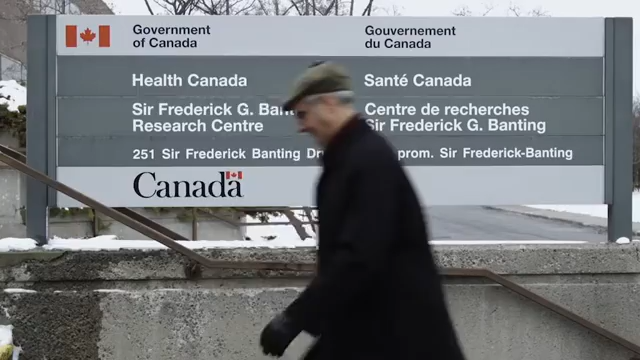 Government
of Canada
Gouvernement
du Canada
Health Canada
Santé Canada
Sir Frederick G.
Research Centre
Centre de recherches
Sir Frederick G. Banting
251 Sir Frederick Banting prom. Sir Frederick-Banting
Canada